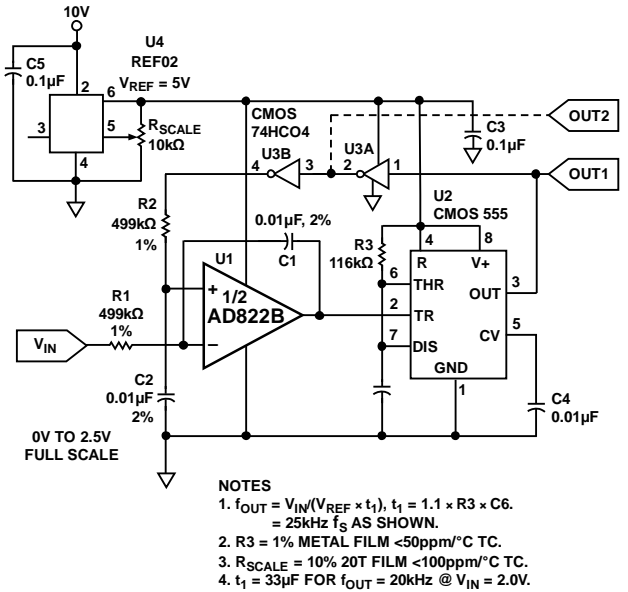 10V
U4
REF02
V_REF = 5V
C5
0.1µF
2
6
3
5
4
R_SCALE
10kΩ
CMOS
74HCO4
U3B
4
3
U3A
2
1
C3
0.1µF
OUT2
OUT1
R2
499kΩ
1%
0.01µF, 2%
C1
U1
+
1/2
AD822B
–
R1
499kΩ
1%
V_IN
C2
0.01µF
2%
R3
116kΩ
U2
CMOS 555
4
8
R
V+
6
THR
2
TR
7
DIS
OUT
3
CV
5
GND
1
C4
0.01µF
0V TO 2.5V
FULL SCALE
NOTES
1. f_OUT = V_IN/(V_REF × t_1), t_1 = 1.1 × R3 × C6.
= 25kHz f_S AS SHOWN.
2. R3 = 1% METAL FILM <50ppm/°C TC.
3. R_SCALE = 10% 20T FILM <100ppm/°C TC.
4. t_1 = 33µF FOR f_OUT = 20kHz @ V_IN = 2.0V.